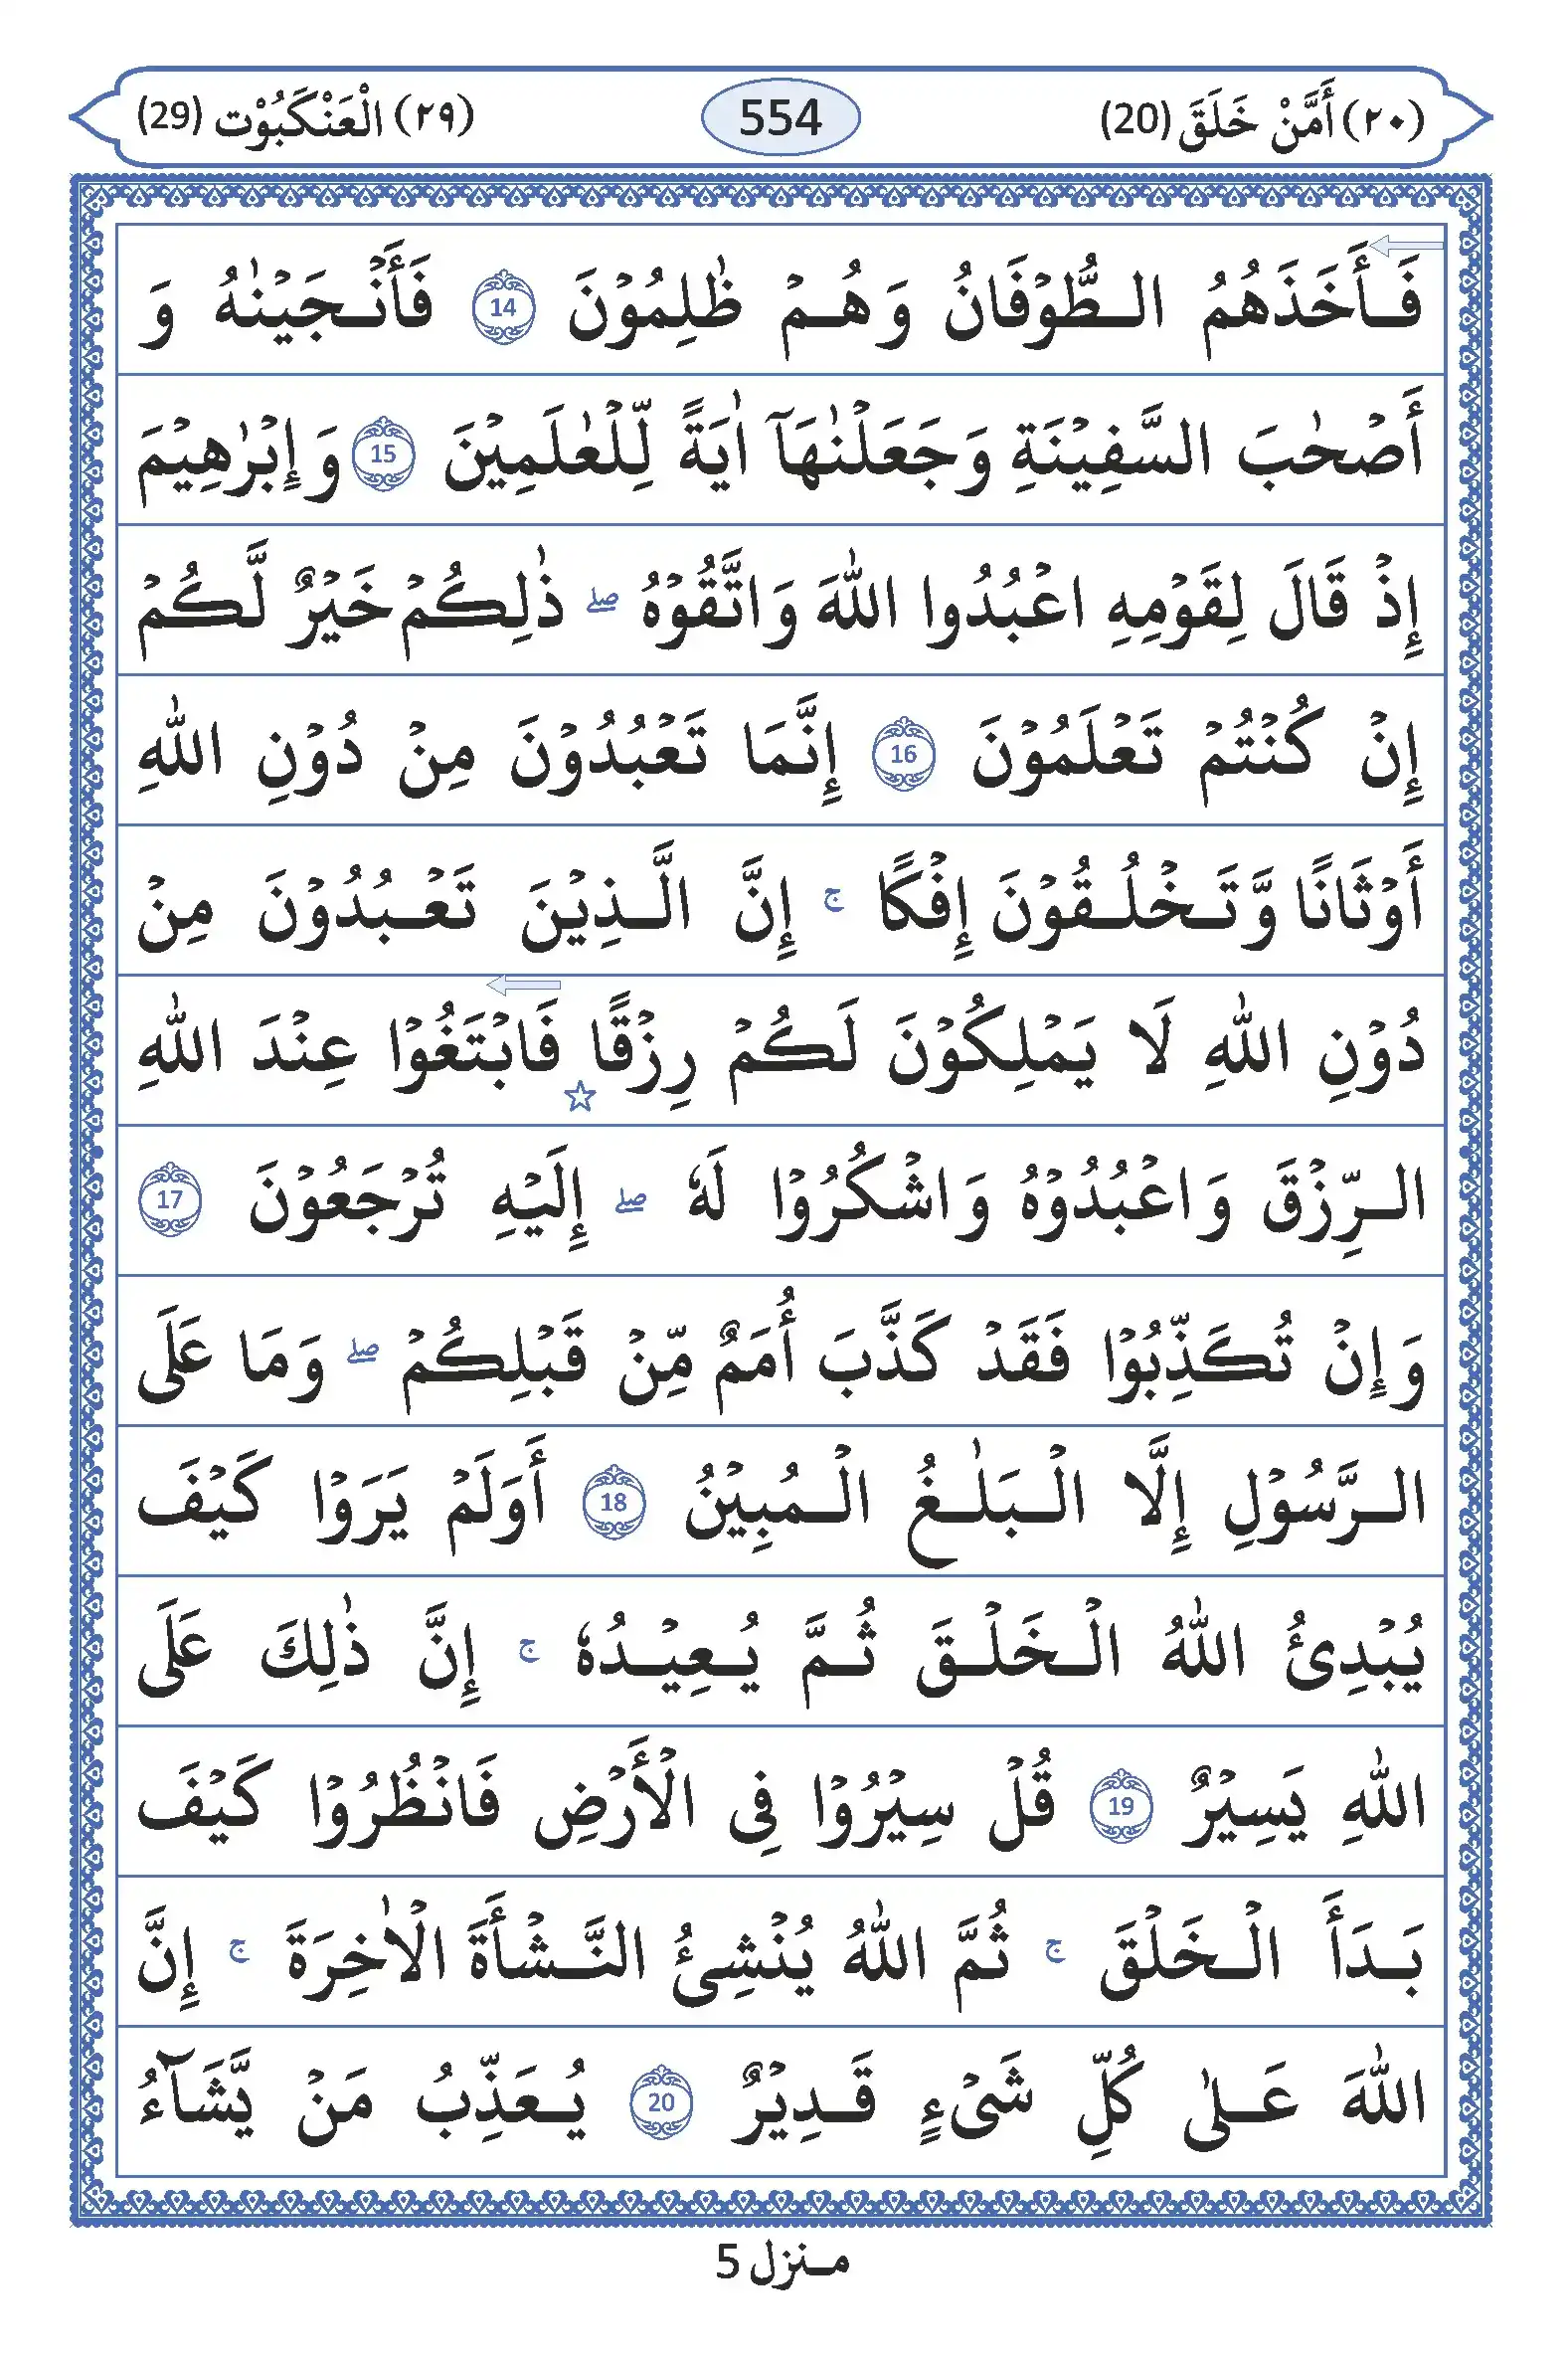 (٢٠) أَمَّنْ خَلَقَ (20) 554 (٢٩) الْعَنْكَبُوْت (29)
فَأَخَذَهُمُ الطُّوْفَانُ وَهُمْ ظٰلِمُوْنَ 14 فَأَنْجَيْنٰهُ وَ
أَصْحٰبَ السَّفِيْنَةِ وَجَعَلْنٰهَآ اٰيَةً لِّلْعٰلَمِيْنَ 15 وَإِبْرٰهِيْمَ
إِذْ قَالَ لِقَوْمِهِ اعْبُدُوا اللّٰهَ وَاتَّقُوْهُ ۖ ذٰلِكُمْ خَيْرٌ لَّكُمْ
إِنْ كُنْتُمْ تَعْلَمُوْنَ 16 إِنَّمَا تَعْبُدُوْنَ مِنْ دُوْنِ اللّٰهِ
أَوْثَانًا وَّتَخْلُقُوْنَ إِفْكًا ۚ إِنَّ الَّذِيْنَ تَعْبُدُوْنَ مِنْ
دُوْنِ اللّٰهِ لَا يَمْلِكُوْنَ لَكُمْ رِزْقًا ☆ فَابْتَغُوْا عِنْدَ اللّٰهِ
الرِّزْقَ وَاعْبُدُوْهُ وَاشْكُرُوْا لَهٗ ۖ إِلَيْهِ تُرْجَعُوْنَ 17
وَإِنْ تُكَذِّبُوْا فَقَدْ كَذَّبَ أُمَمٌ مِّنْ قَبْلِكُمْ ۖ وَمَا عَلَى
الرَّسُوْلِ إِلَّا الْبَلٰغُ الْمُبِيْنُ 18 أَوَلَمْ يَرَوْا كَيْفَ
يُبْدِئُ اللّٰهُ الْخَلْقَ ثُمَّ يُعِيْدُهٗ ۚ إِنَّ ذٰلِكَ عَلَى
اللّٰهِ يَسِيْرٌ 19 قُلْ سِيْرُوْا فِى الْأَرْضِ فَانْظُرُوْا كَيْفَ
بَدَأَ الْخَلْقَ ۚ ثُمَّ اللّٰهُ يُنْشِئُ النَّشْأَةَ الْاٰخِرَةَ ۚ إِنَّ
اللّٰهَ عَلٰى كُلِّ شَىْءٍ قَدِيْرٌ 20 يُعَذِّبُ مَنْ يَّشَآءُ
منزل 5